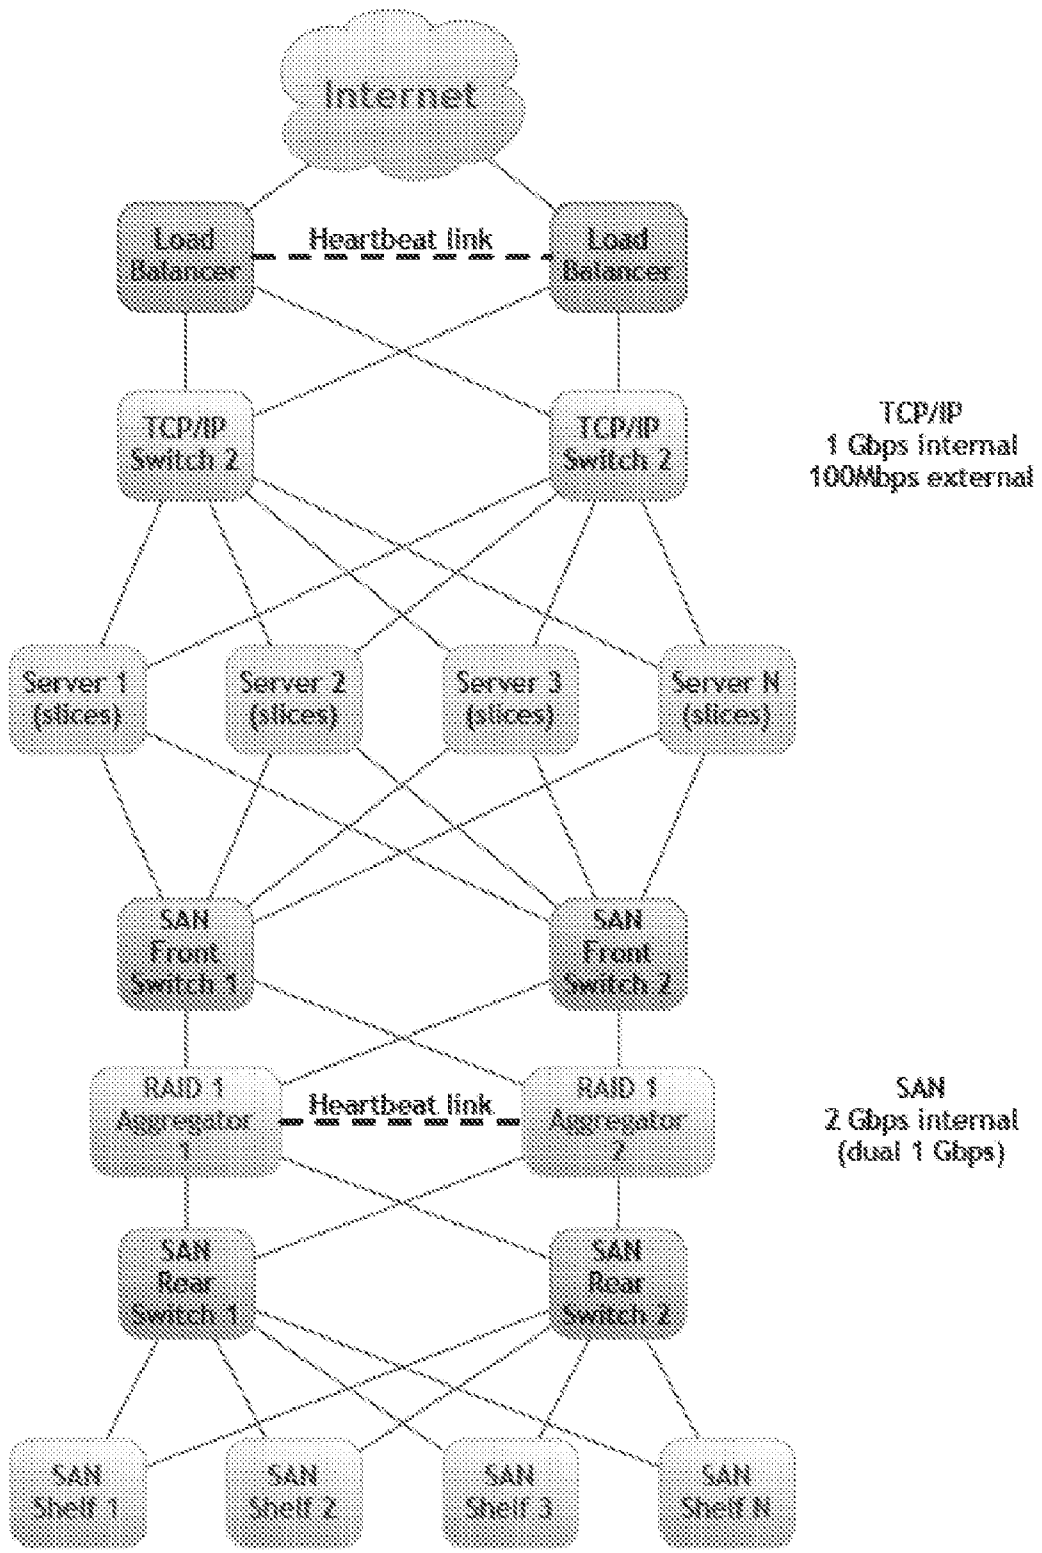 Internet
Load
Balancer
Heartbeat link
Load
Balancer
TCP/IP
Switch 2
TCP/IP
Switch 2
TCP/IP
1 Gbps internal
100Mbps external
Server 1
(slices)
Server 2
(slices)
Server 3
(slices)
Server N
(slices)
SAN
Front
Switch 1
SAN
Front
Switch 2
RAID 1
Aggregator
1
Heartbeat link
RAID 1
Aggregator
2
SAN
2 Gbps internal
(dual 1 Gbps)
SAN
Rear
Switch 1
SAN
Rear
Switch 2
SAN
Shelf 1
SAN
Shelf 2
SAN
Shelf 3
SAN
Shelf N